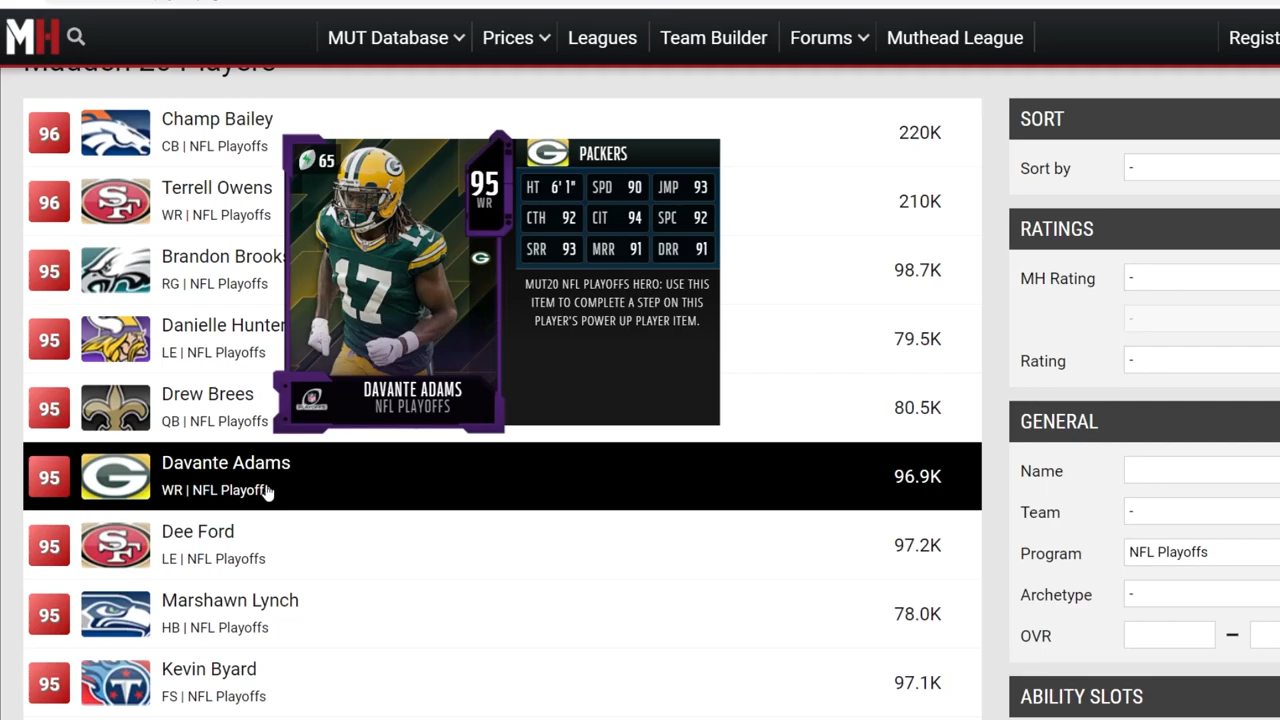 MH
MUT Database
Prices
Leagues
Team Builder
Forums
Muthead League
Regist
Madden 20 Players
96
Champ Bailey
CB | NFL Playoffs
220K
96
Terrell Owens
WR | NFL Playoffs
210K
95
Brandon Brooks
RG | NFL Playoffs
98.7K
95
Danielle Hunter
LE | NFL Playoffs
79.5K
95
Drew Brees
QB | NFL Playoffs
80.5K
95
Davante Adams
WR | NFL Playoffs
96.9K
95
Dee Ford
LE | NFL Playoffs
97.2K
95
Marshawn Lynch
HB | NFL Playoffs
78.0K
95
Kevin Byard
FS | NFL Playoffs
97.1K
65
95
WR
17
DAVANTE ADAMS
NFL PLAYOFFS
PACKERS
HT 6' 1" SPD 90 JMP 93
CTH 92 CIT 94 SPC 92
SRR 93 MRR 91 DRR 91
MUT20 NFL PLAYOFFS HERO: USE THIS
ITEM TO COMPLETE A STEP ON THIS
PLAYER'S POWER UP PLAYER ITEM.
SORT
Sort by -
RATINGS
MH Rating -
-
Rating -
GENERAL
Name
Team -
Program NFL Playoffs
Archetype -
OVR –
ABILITY SLOTS